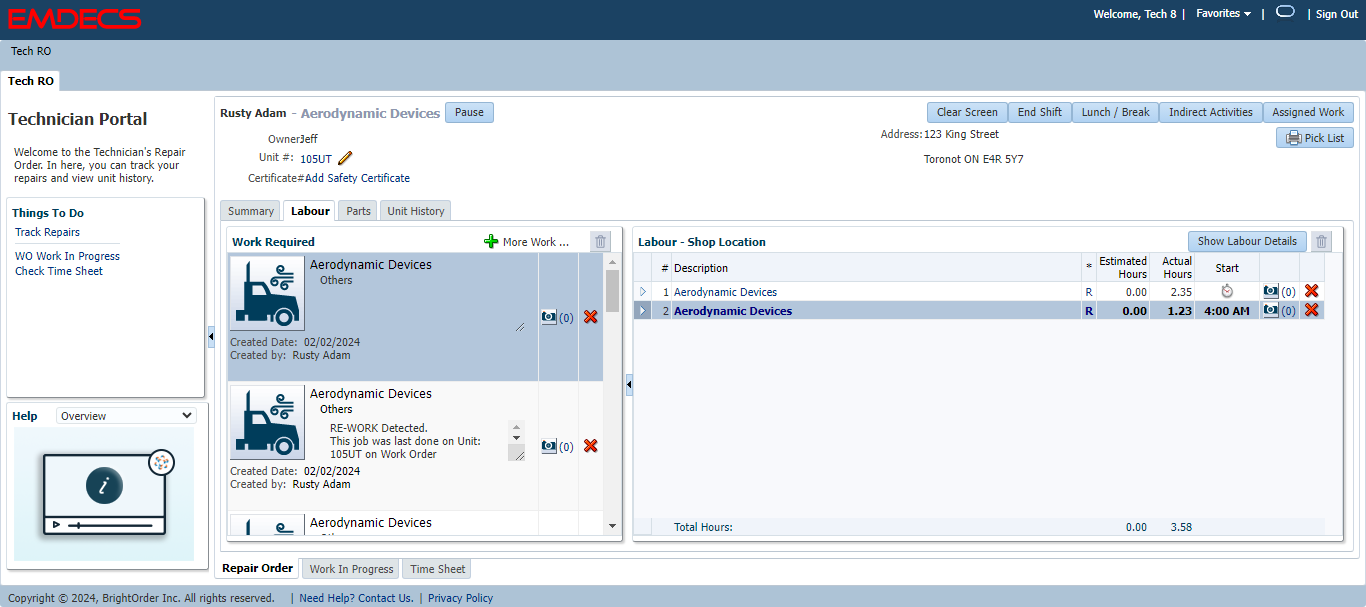 EMDECS
Welcome, Tech 8 | Favorites | | Sign Out
Tech RO
Tech RO
Technician Portal
Welcome to the Technician's Repair
Order. In here, you can track your
repairs and view unit history.
Things To Do
Track Repairs
WO Work In Progress
Check Time Sheet
Help Overview
Rusty Adam - Aerodynamic Devices Pause
Clear Screen End Shift Lunch / Break Indirect Activities Assigned Work
Pick List
Owner:Jeff
Unit #: 105UT
Certificate#Add Safety Certificate
Address: 123 King Street
Toronot ON E4R 5Y7
Summary Labour Parts Unit History
Work Required More Work ...
Aerodynamic Devices
Others
(0)
Created Date: 02/02/2024
Created by: Rusty Adam
Aerodynamic Devices
Others
RE-WORK Detected.
This job was last done on Unit:
105UT on Work Order
(0)
Created Date: 02/02/2024
Created by: Rusty Adam
Aerodynamic Devices
Labour - Shop Location Show Labour Details
# Description * Estimated Hours Actual Hours Start
1 Aerodynamic Devices R 0.00 2.35 (0)
2 Aerodynamic Devices R 0.00 1.23 4:00 AM (0)
Total Hours: 0.00 3.58
Repair Order Work In Progress Time Sheet
Copyright © 2024, BrightOrder Inc. All rights reserved. | Need Help? Contact Us. | Privacy Policy